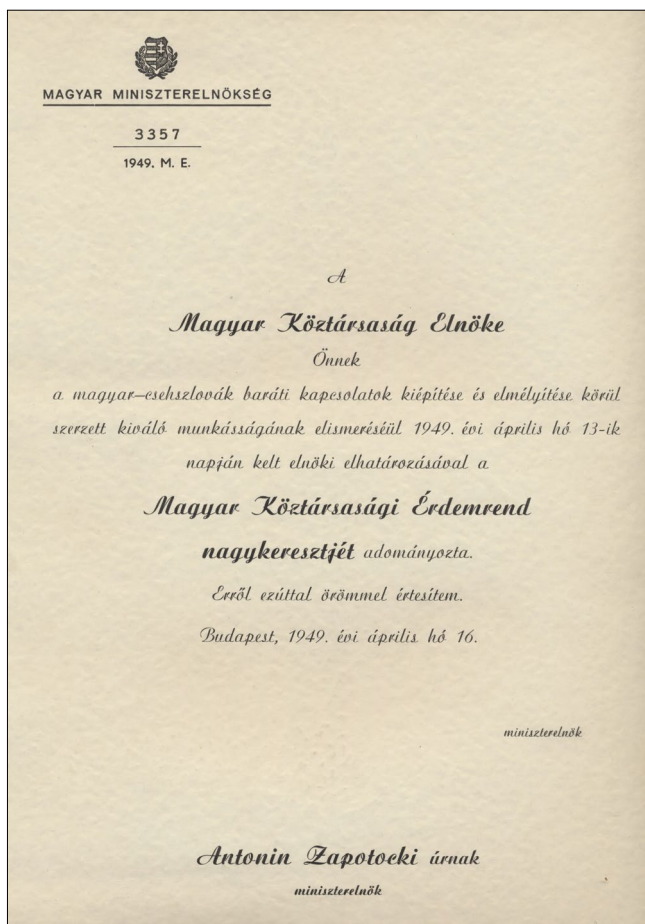 MAGYAR MINISZTERELNÖKSÉG
3357
1949. M. E.
A
Magyar Köztársaság Elnöke
Önnek
a magyar—csehszlovák baráti kapcsolatok kiépítése és elmélyítése körül
szerzett kiváló munkásságának elismeréséül 1949. évi április hó 13-ik
napján kelt elnöki elhatározásával a
Magyar Köztársasági Érdemrend
nagykeresztjét adományozta.
Erről ezúttal örömmel értesítem.
Budapest, 1949. évi április hó 16.
miniszterelnök
Antonin Zapotocki úrnak
miniszterelnök